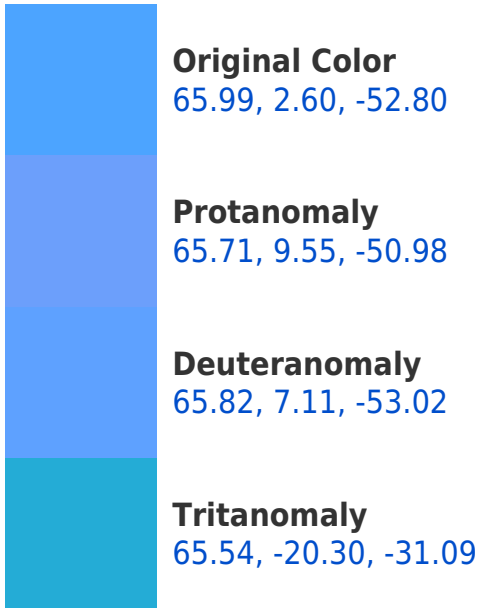 Original Color
65.99, 2.60, -52.80
Protanomaly
65.71, 9.55, -50.98
Deuteranomaly
65.82, 7.11, -53.02
Tritanomaly
65.54, -20.30, -31.09